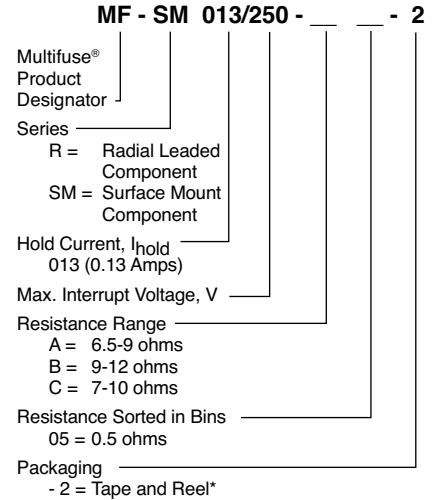 MF - SM 013/250 - __ __ - 2
Multifuse®
Product
Designator
Series
R = Radial Leaded
Component
SM = Surface Mount
Component
Hold Current, Ihold
013 (0.13 Amps)
Max. Interrupt Voltage, V
Resistance Range
A = 6.5-9 ohms
B = 9-12 ohms
C = 7-10 ohms
Resistance Sorted in Bins
05 = 0.5 ohms
Packaging
- 2 = Tape and Reel*